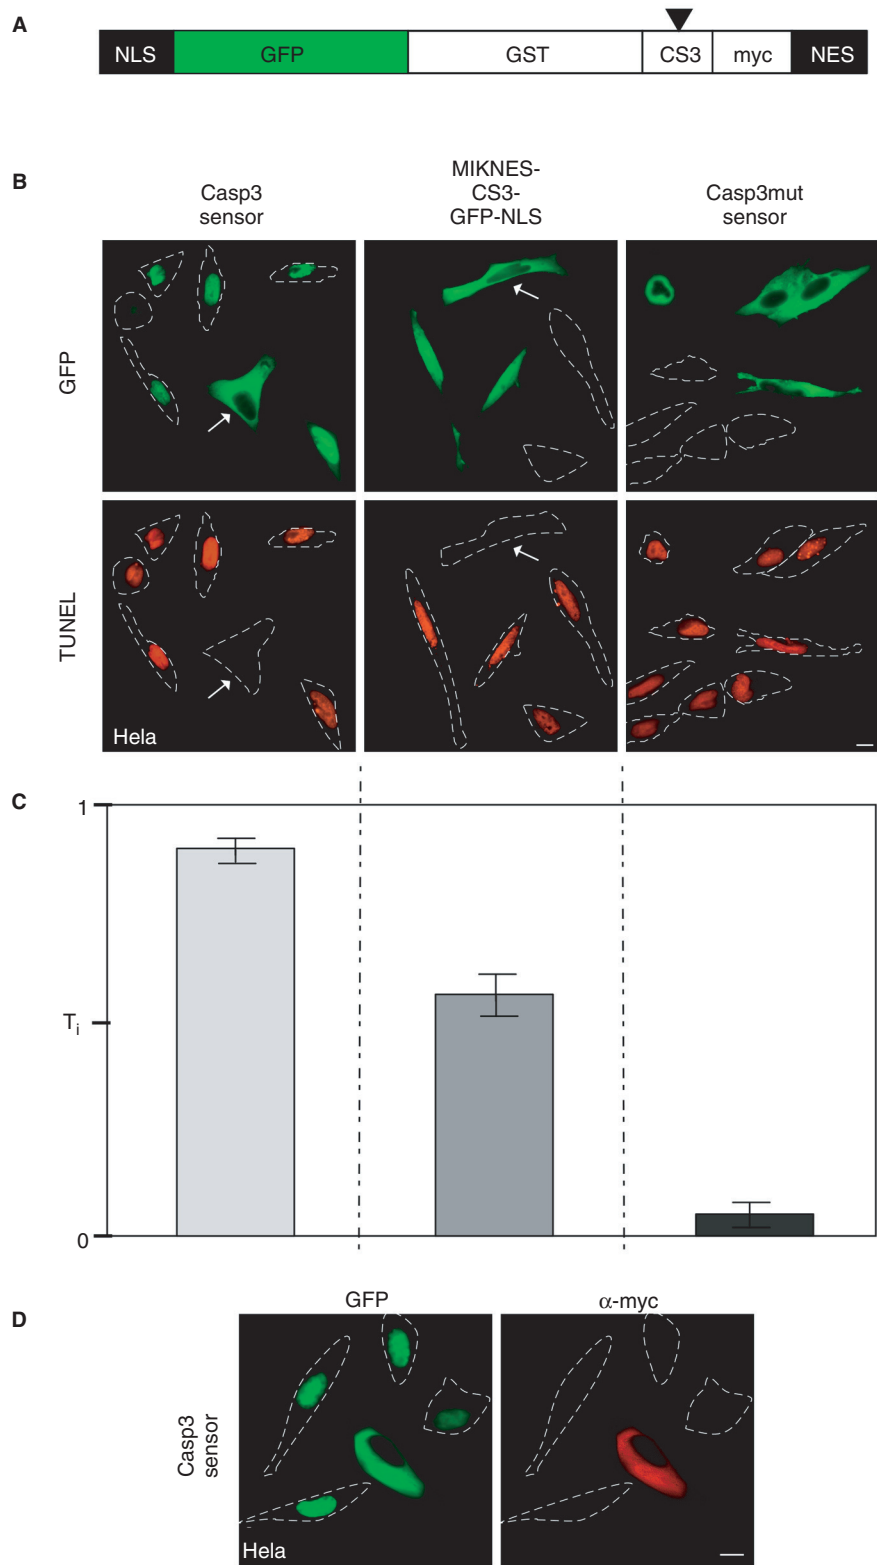 A
NLS GFP GST CS3 myc NES
B
Casp3
sensor
MIKNES-
CS3-
GFP-NLS
Casp3mut
sensor
GFP
TUNEL
Hela
C
1
Ti
0
D
GFP α-myc
Casp3
sensor
Hela